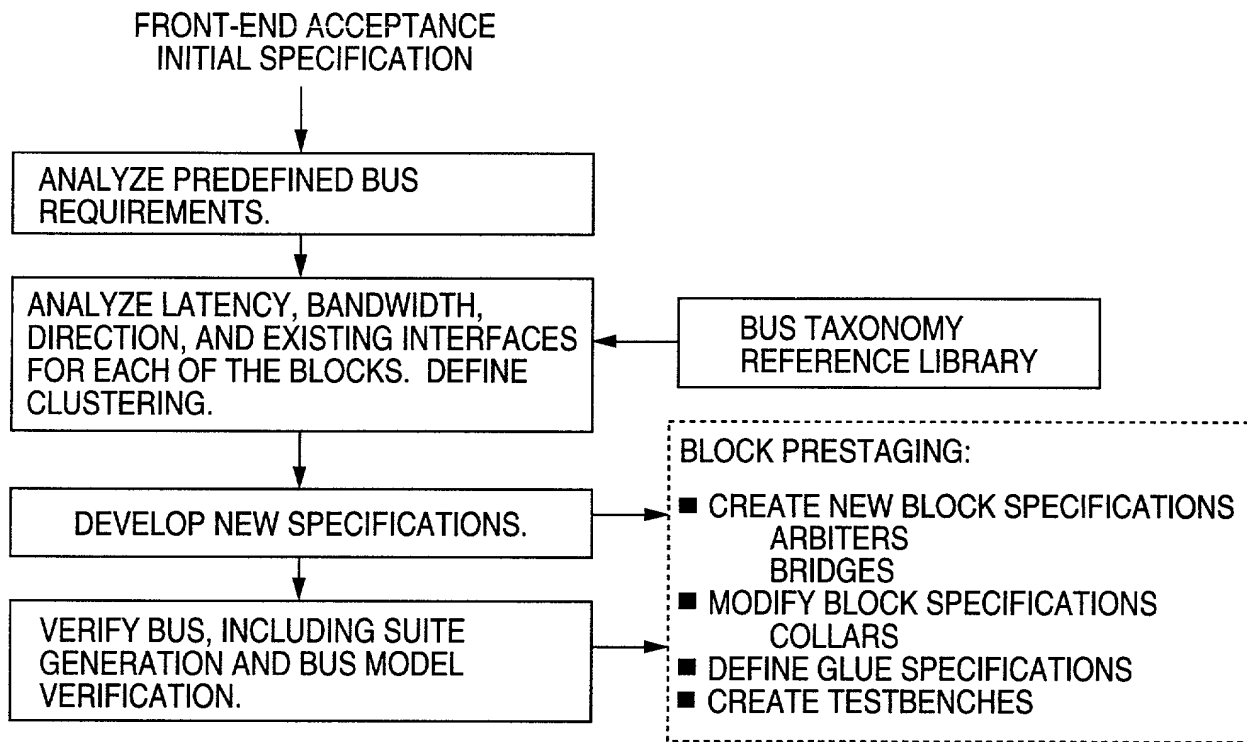 FRONT-END ACCEPTANCE
INITIAL SPECIFICATION
ANALYZE PREDEFINED BUS
REQUIREMENTS.
ANALYZE LATENCY, BANDWIDTH,
DIRECTION, AND EXISTING INTERFACES
FOR EACH OF THE BLOCKS. DEFINE
CLUSTERING.
BUS TAXONOMY
REFERENCE LIBRARY
DEVELOP NEW SPECIFICATIONS.
VERIFY BUS, INCLUDING SUITE
GENERATION AND BUS MODEL
VERIFICATION.
BLOCK PRESTAGING:
■ CREATE NEW BLOCK SPECIFICATIONS
ARBITERS
BRIDGES
■ MODIFY BLOCK SPECIFICATIONS
COLLARS
■ DEFINE GLUE SPECIFICATIONS
■ CREATE TESTBENCHES